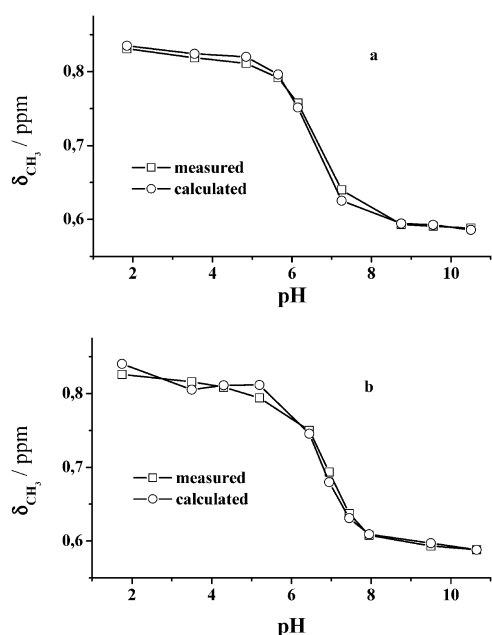 a
0,8
0,7
0,6
δCH3 / ppm
measured
calculated
2 4 6 8 10
pH
b
0,8
0,7
0,6
δCH3 / ppm
measured
calculated
2 4 6 8 10
pH